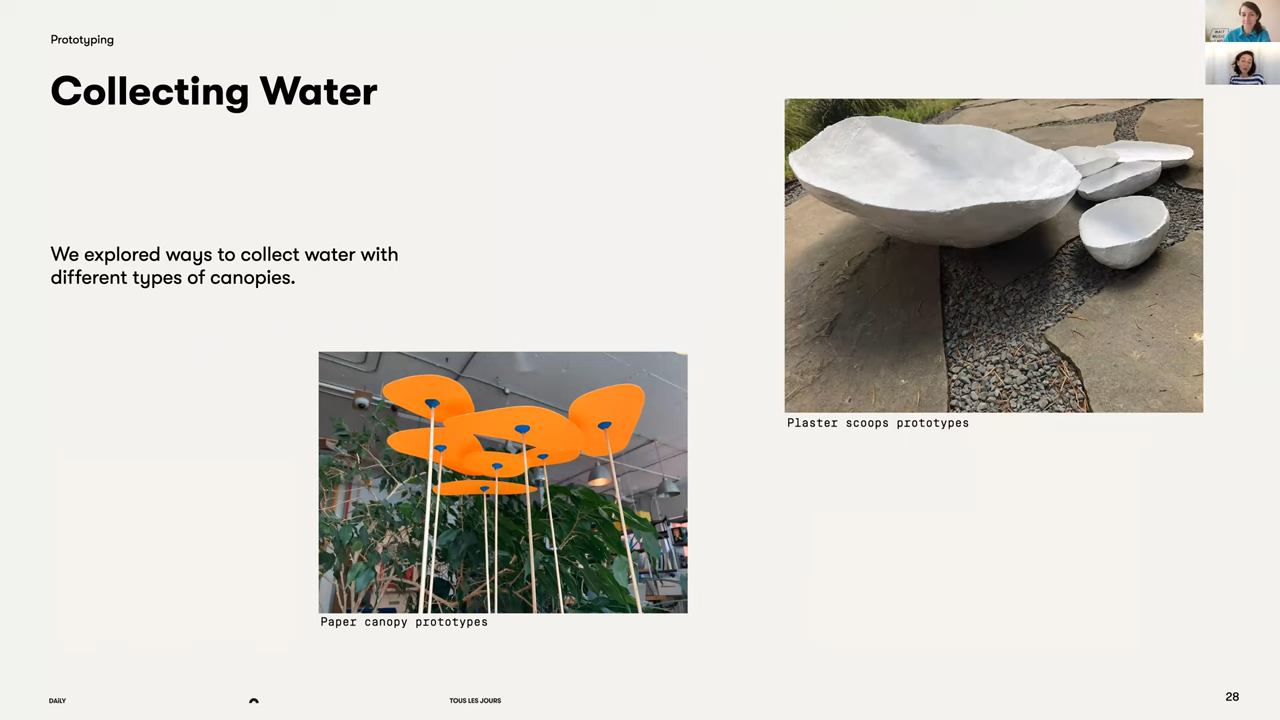 Prototyping
Collecting Water
We explored ways to collect water with
different types of canopies.
Plaster scoops prototypes
Paper canopy prototypes
DAILY
TOUS LES JOURS
28